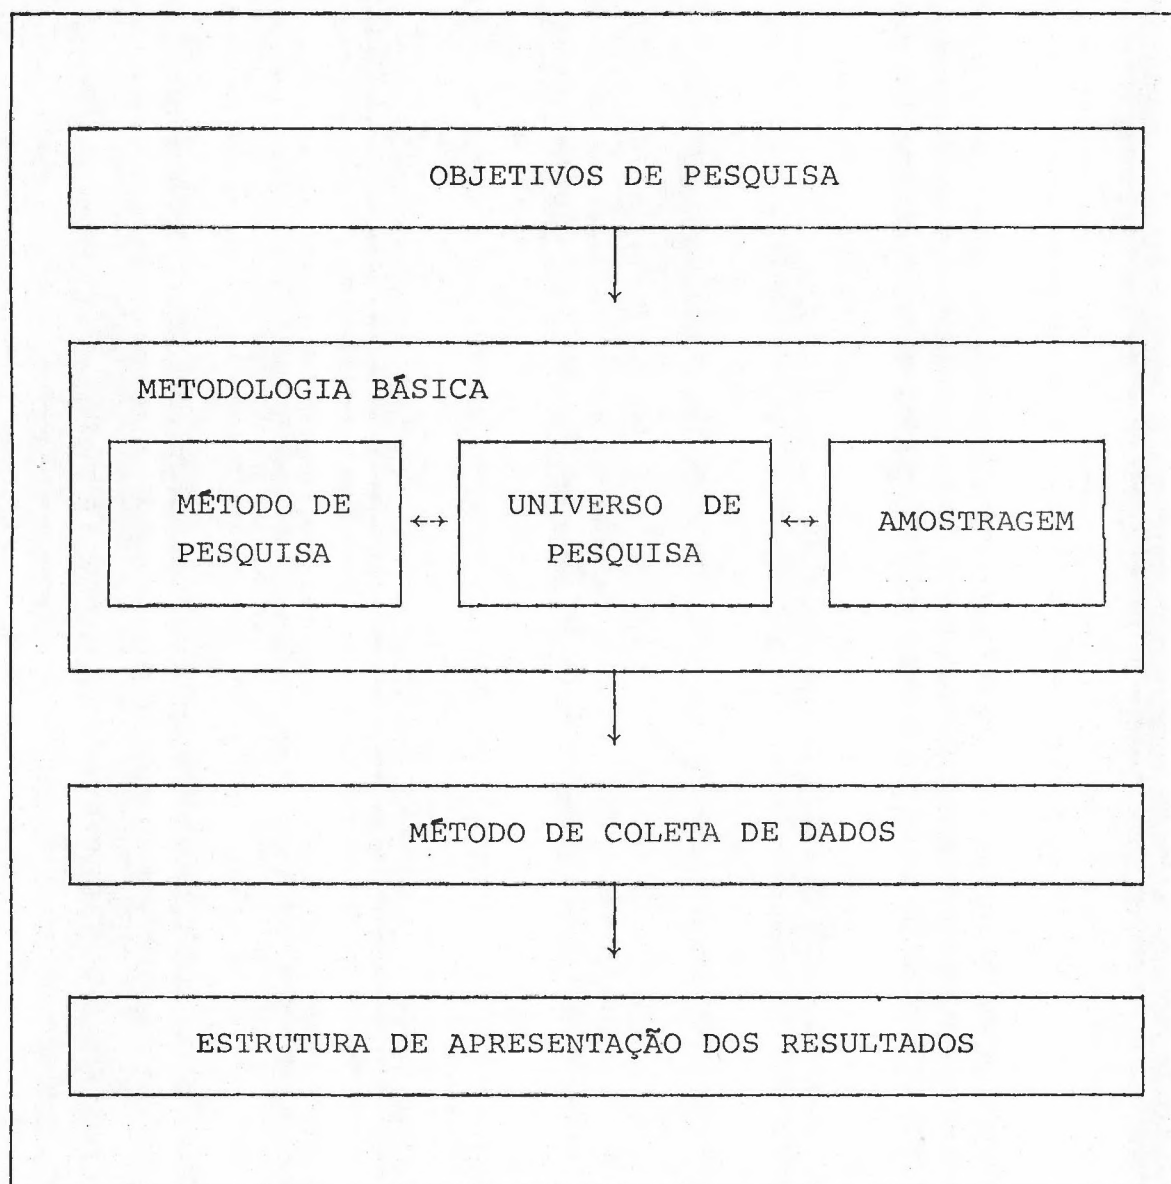 OBJETIVOS DE PESQUISA
METODOLOGIA BÁSICA
MÉTODO DE
PESQUISA
UNIVERSO DE
PESQUISA
AMOSTRAGEM
MÉTODO DE COLETA DE DADOS
ESTRUTURA DE APRESENTAÇÃO DOS RESULTADOS